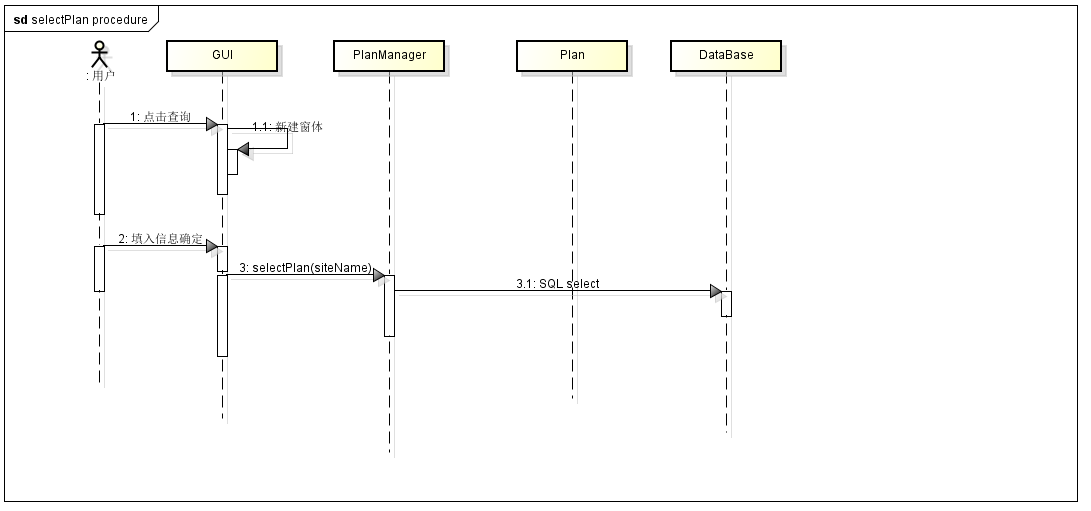 sd selectPlan procedure
: 用户
GUI
PlanManager
Plan
DataBase
1: 点击查询
1.1: 新建窗体
2: 填入信息确定
3: selectPlan(siteName)
3.1: SQL select